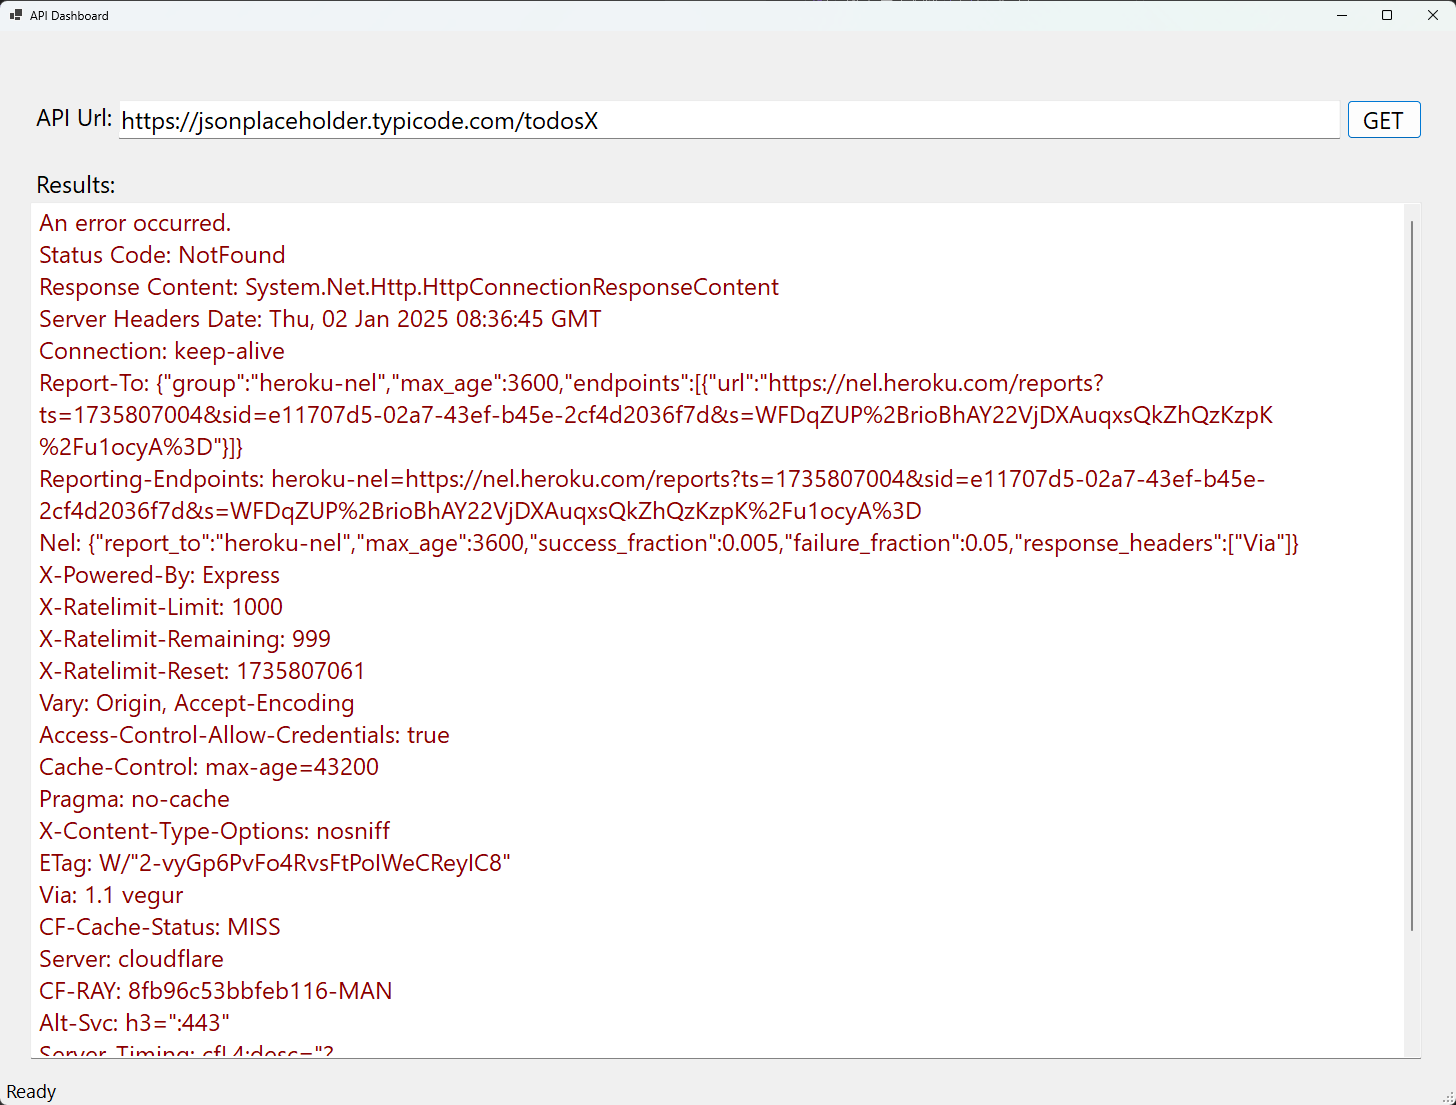 API Dashboard
API Url: https://jsonplaceholder.typicode.com/todosX GET
Results:
An error occurred.
Status Code: NotFound
Response Content: System.Net.Http.HttpConnectionResponseContent
Server Headers Date: Thu, 02 Jan 2025 08:36:45 GMT
Connection: keep-alive
Report-To: {"group":"heroku-nel","max_age":3600,"endpoints":[{"url":"https://nel.heroku.com/reports?
ts=1735807004&sid=e11707d5-02a7-43ef-b45e-2cf4d2036f7d&s=WFDqZUP%2BrioBhAY22VjDXAuqxsQkZhQzKzpK
%2Fu1ocyA%3D"}]}
Reporting-Endpoints: heroku-nel=https://nel.heroku.com/reports?ts=1735807004&sid=e11707d5-02a7-43ef-b45e-
2cf4d2036f7d&s=WFDqZUP%2BrioBhAY22VjDXAuqxsQkZhQzKzpK%2Fu1ocyA%3D
Nel: {"report_to":"heroku-nel","max_age":3600,"success_fraction":0.005,"failure_fraction":0.05,"response_headers":["Via"]}
X-Powered-By: Express
X-Ratelimit-Limit: 1000
X-Ratelimit-Remaining: 999
X-Ratelimit-Reset: 1735807061
Vary: Origin, Accept-Encoding
Access-Control-Allow-Credentials: true
Cache-Control: max-age=43200
Pragma: no-cache
X-Content-Type-Options: nosniff
ETag: W/"2-vyGp6PvFo4RvsFtPoIWeCReyIC8"
Via: 1.1 vegur
CF-Cache-Status: MISS
Server: cloudflare
CF-RAY: 8fb96c53bbfeb116-MAN
Alt-Svc: h3=":443"
Server-Timing: cfL4;desc="?
Ready